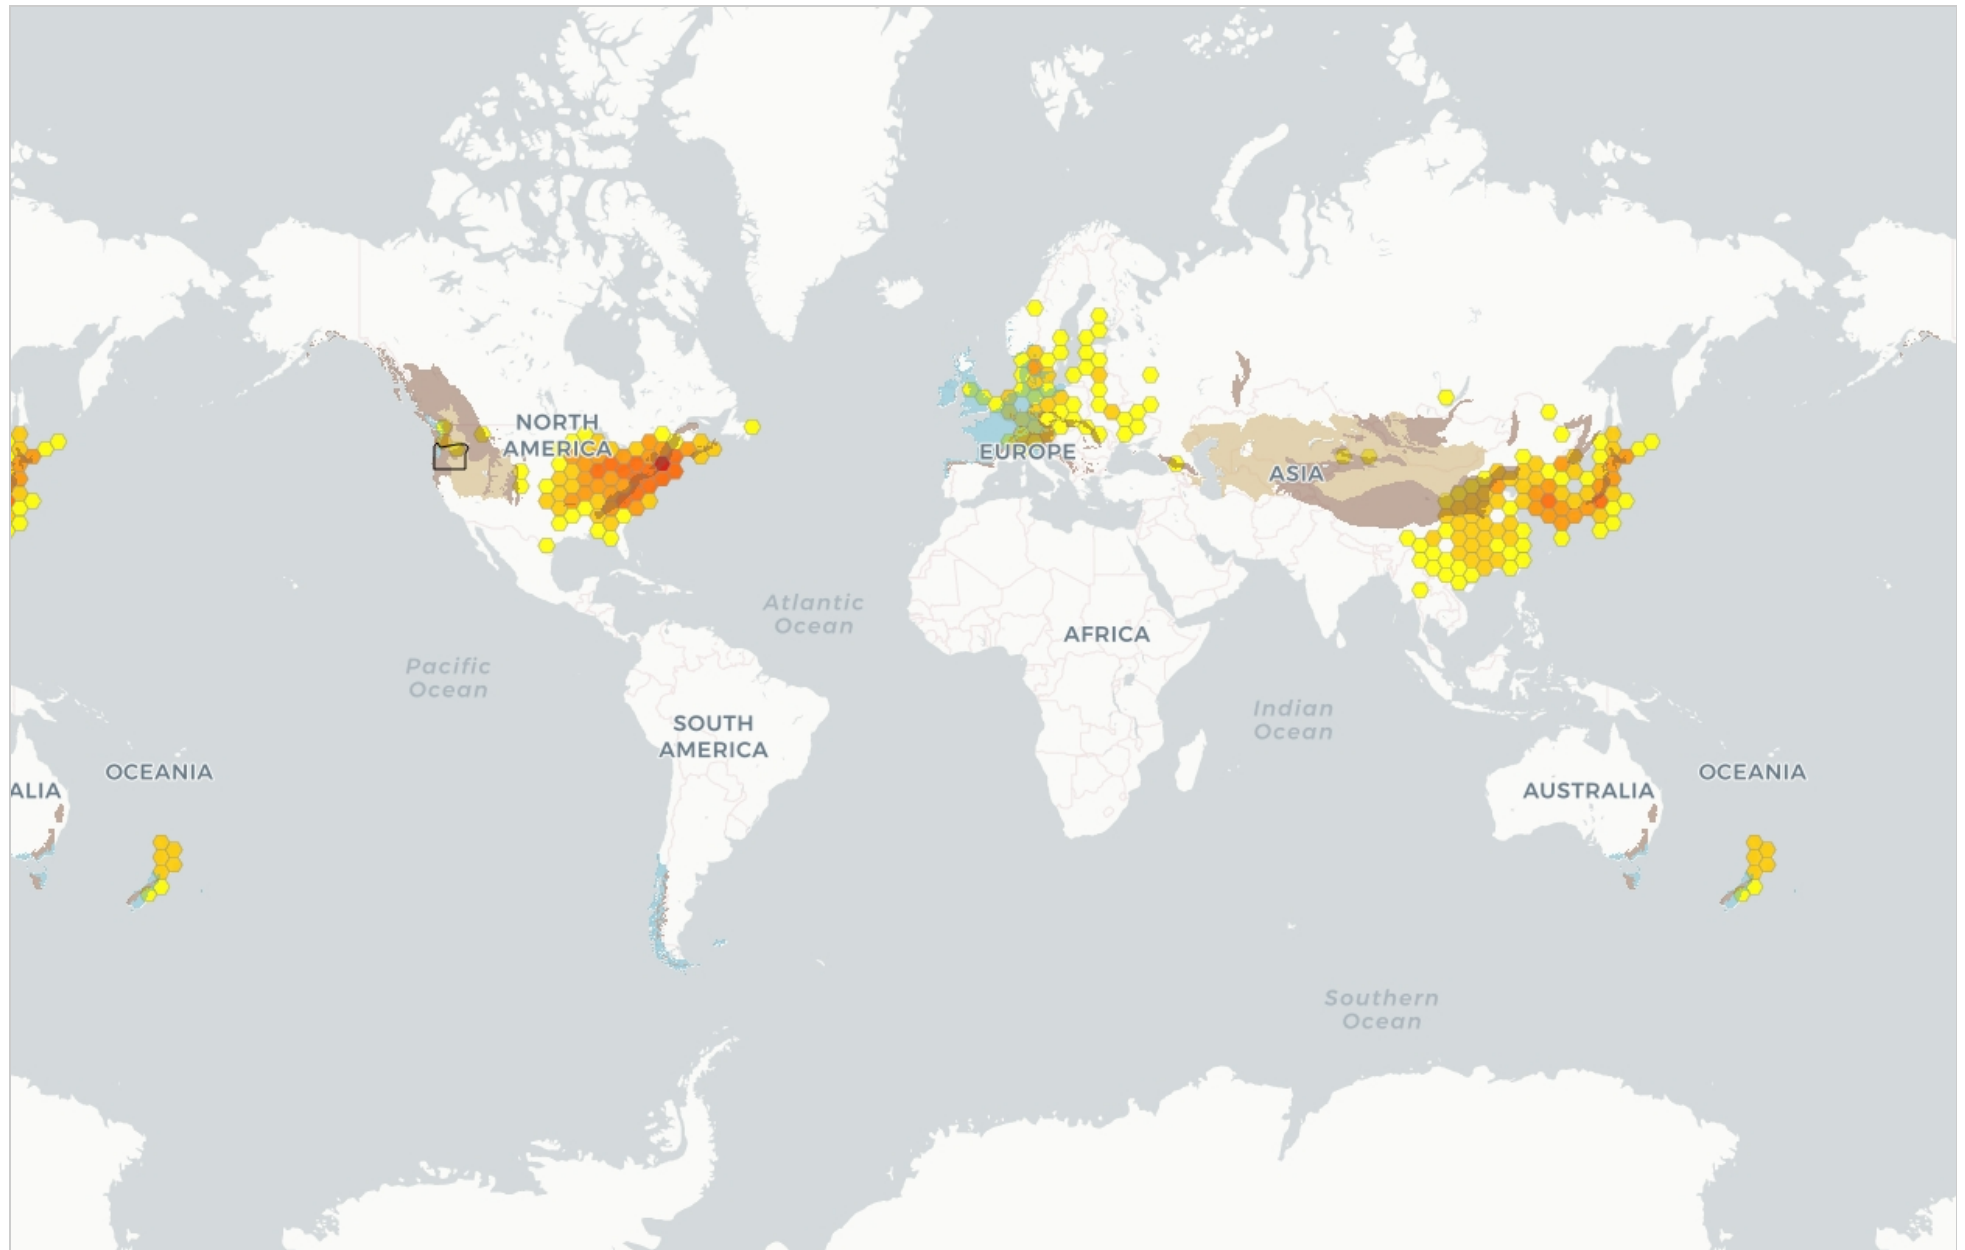 NORTH
AMERICA
EUROPE
ASIA
Atlantic
Ocean
AFRICA
Pacific
Ocean
Indian
Ocean
SOUTH
AMERICA
OCEANIA
OCEANIA
ALIA
AUSTRALIA
Southern
Ocean